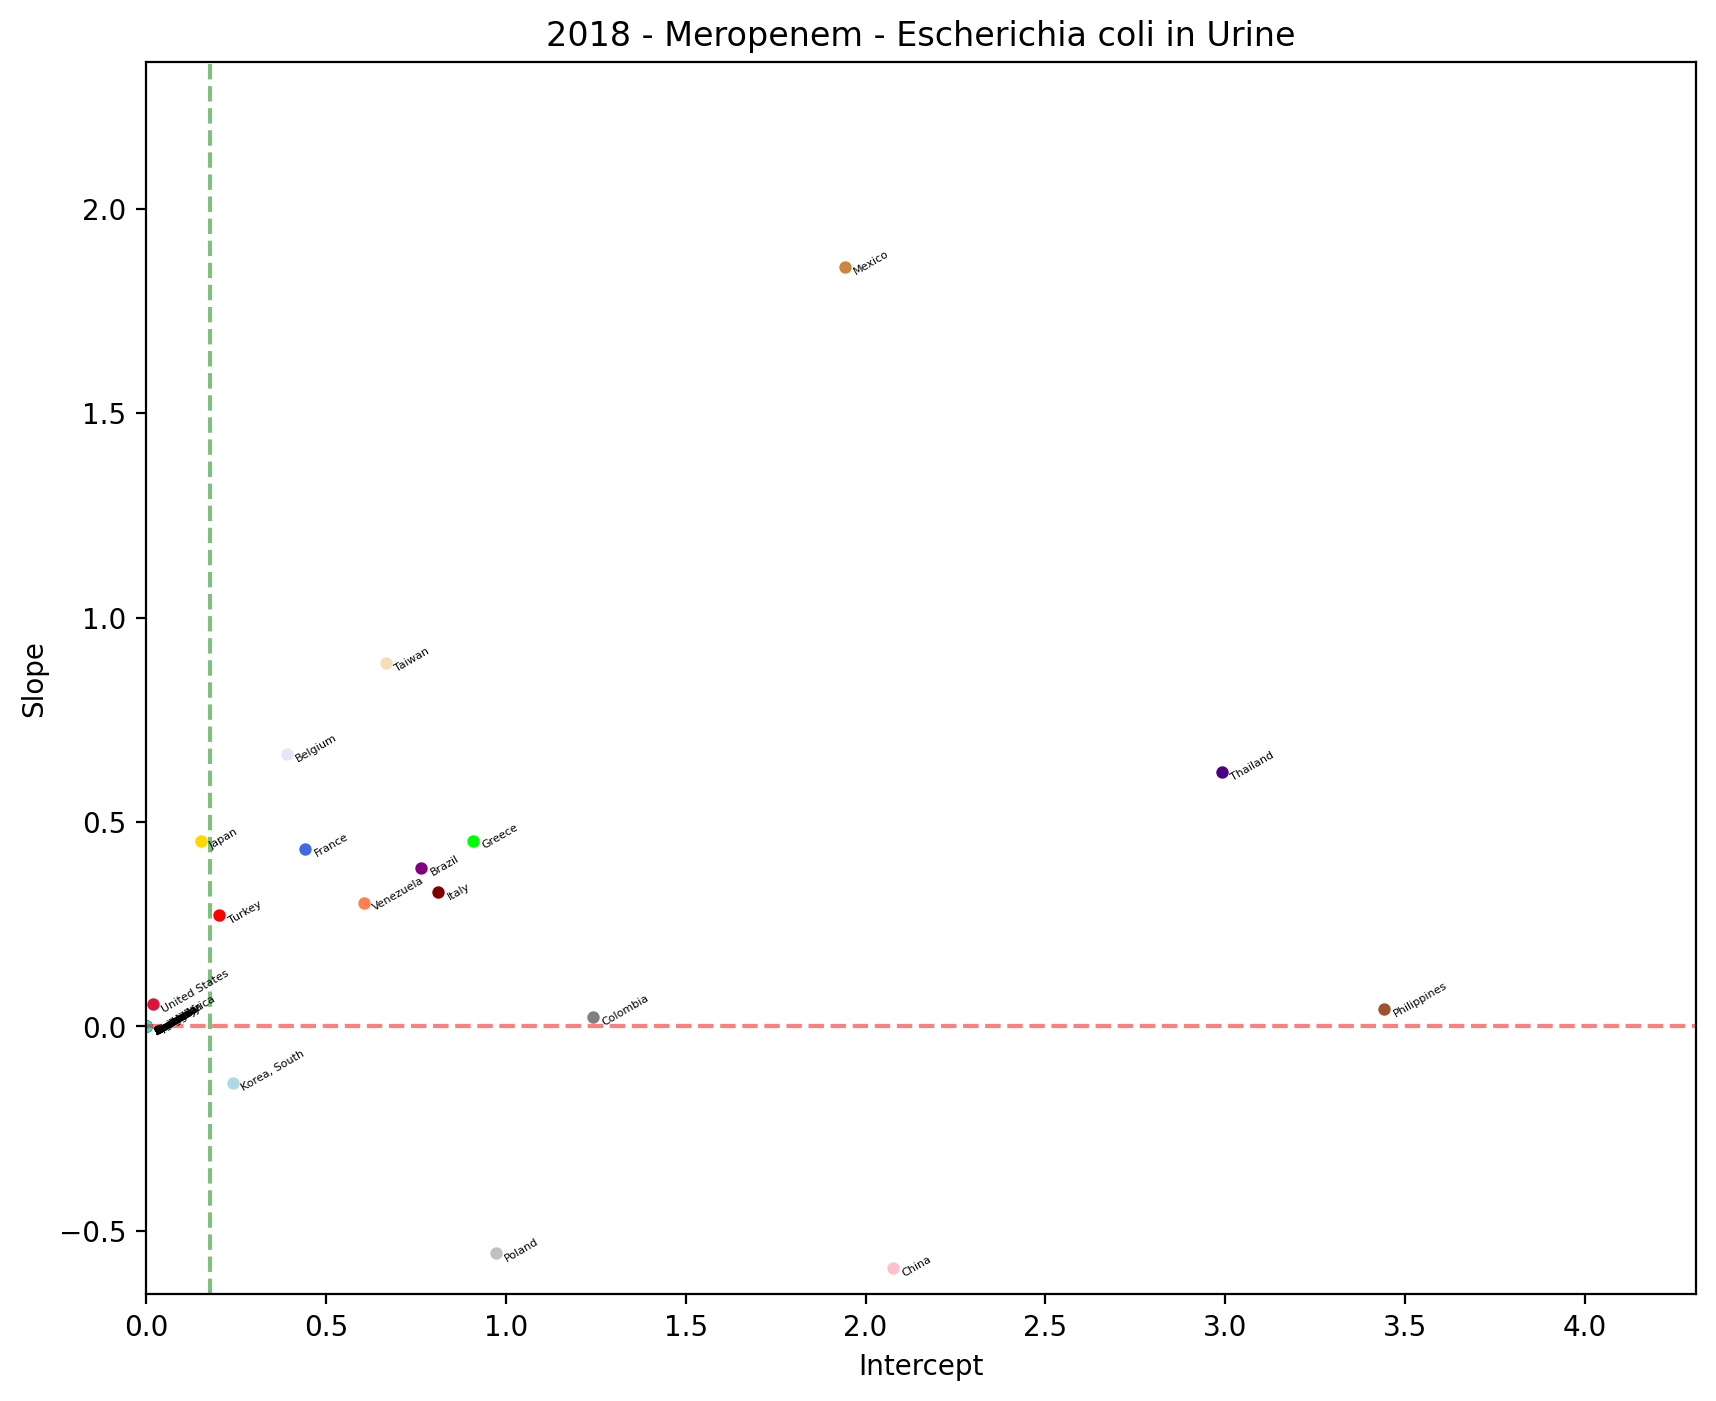 2018 - Meropenem - Escherichia coli in Urine
2.0
Mexico
1.5
1.0
Taiwan
Belgium
Thailand
0.5
Japan
Greece
France
Brazil
Venezuela
Italy
Turkey
United States
Philippines
Colombia
0.0
Korea, South
−0.5
Poland
China
0.0
0.5
1.0
1.5
2.0
2.5
3.0
3.5
4.0
Intercept
Slope